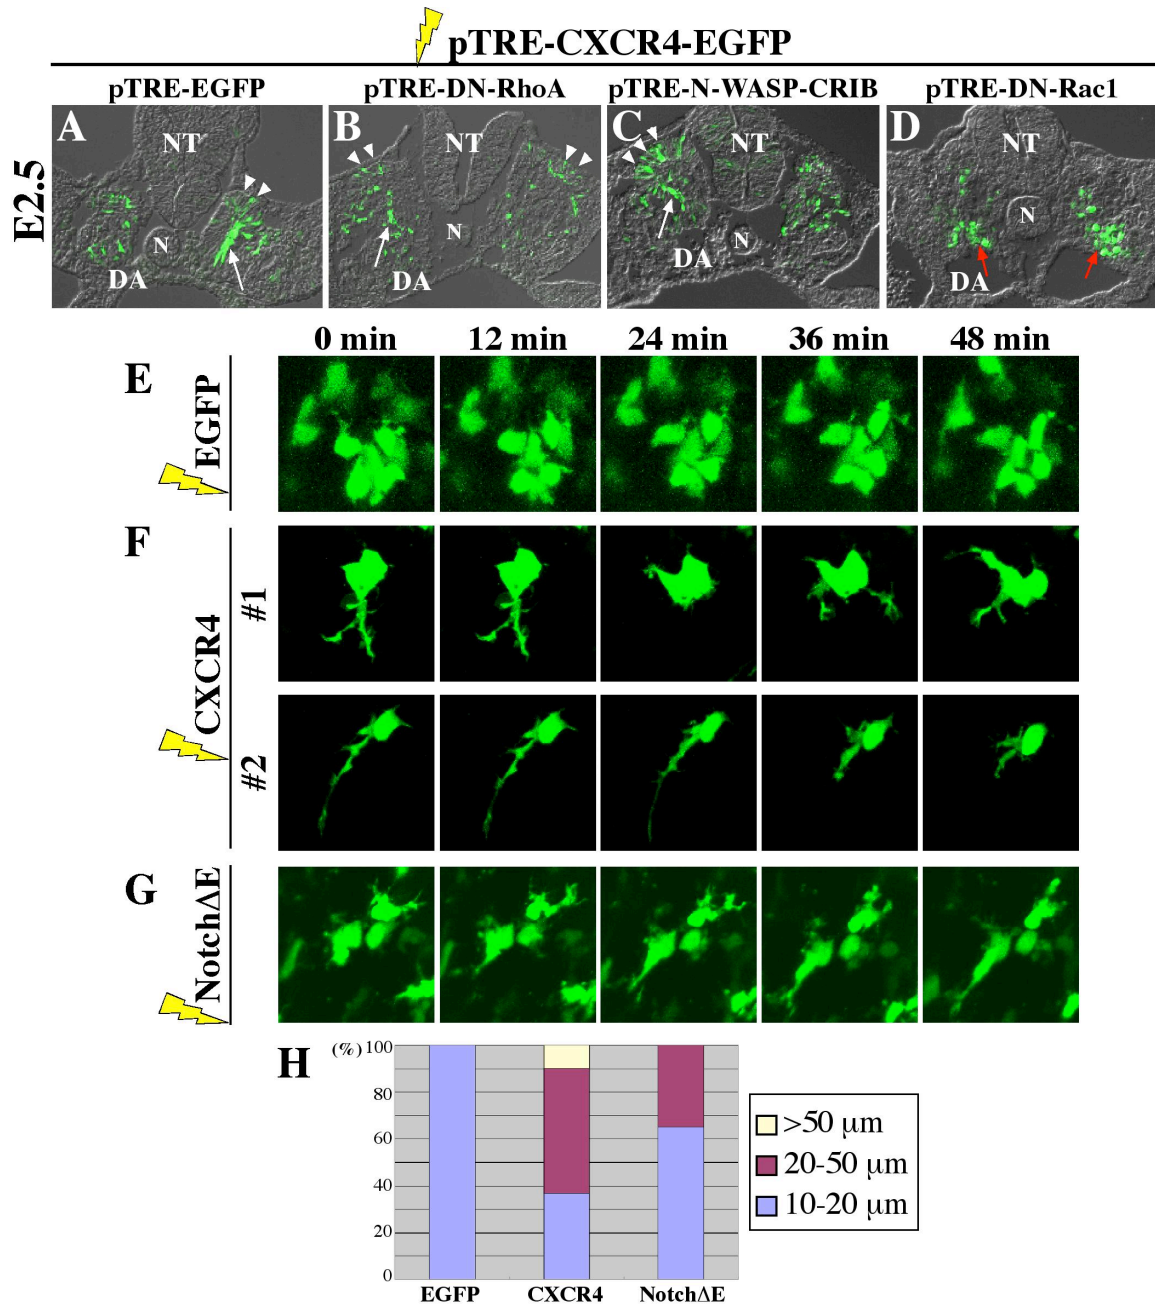 pTRE-CXCR4-EGFP
pTRE-EGFP pTRE-DN-RhoA pTRE-N-WASP-CRIB pTRE-DN-Rac1
E2.5
A NT N DA
B NT N DA
C NT N DA
D NT N DA
0 min 12 min 24 min 36 min 48 min
E EGFP
F CXCR4
#1
#2
G NotchΔE
H
(%) 100
80
60
40
20
0
EGFP CXCR4 NotchΔE
>50 μm
20-50 μm
10-20 μm